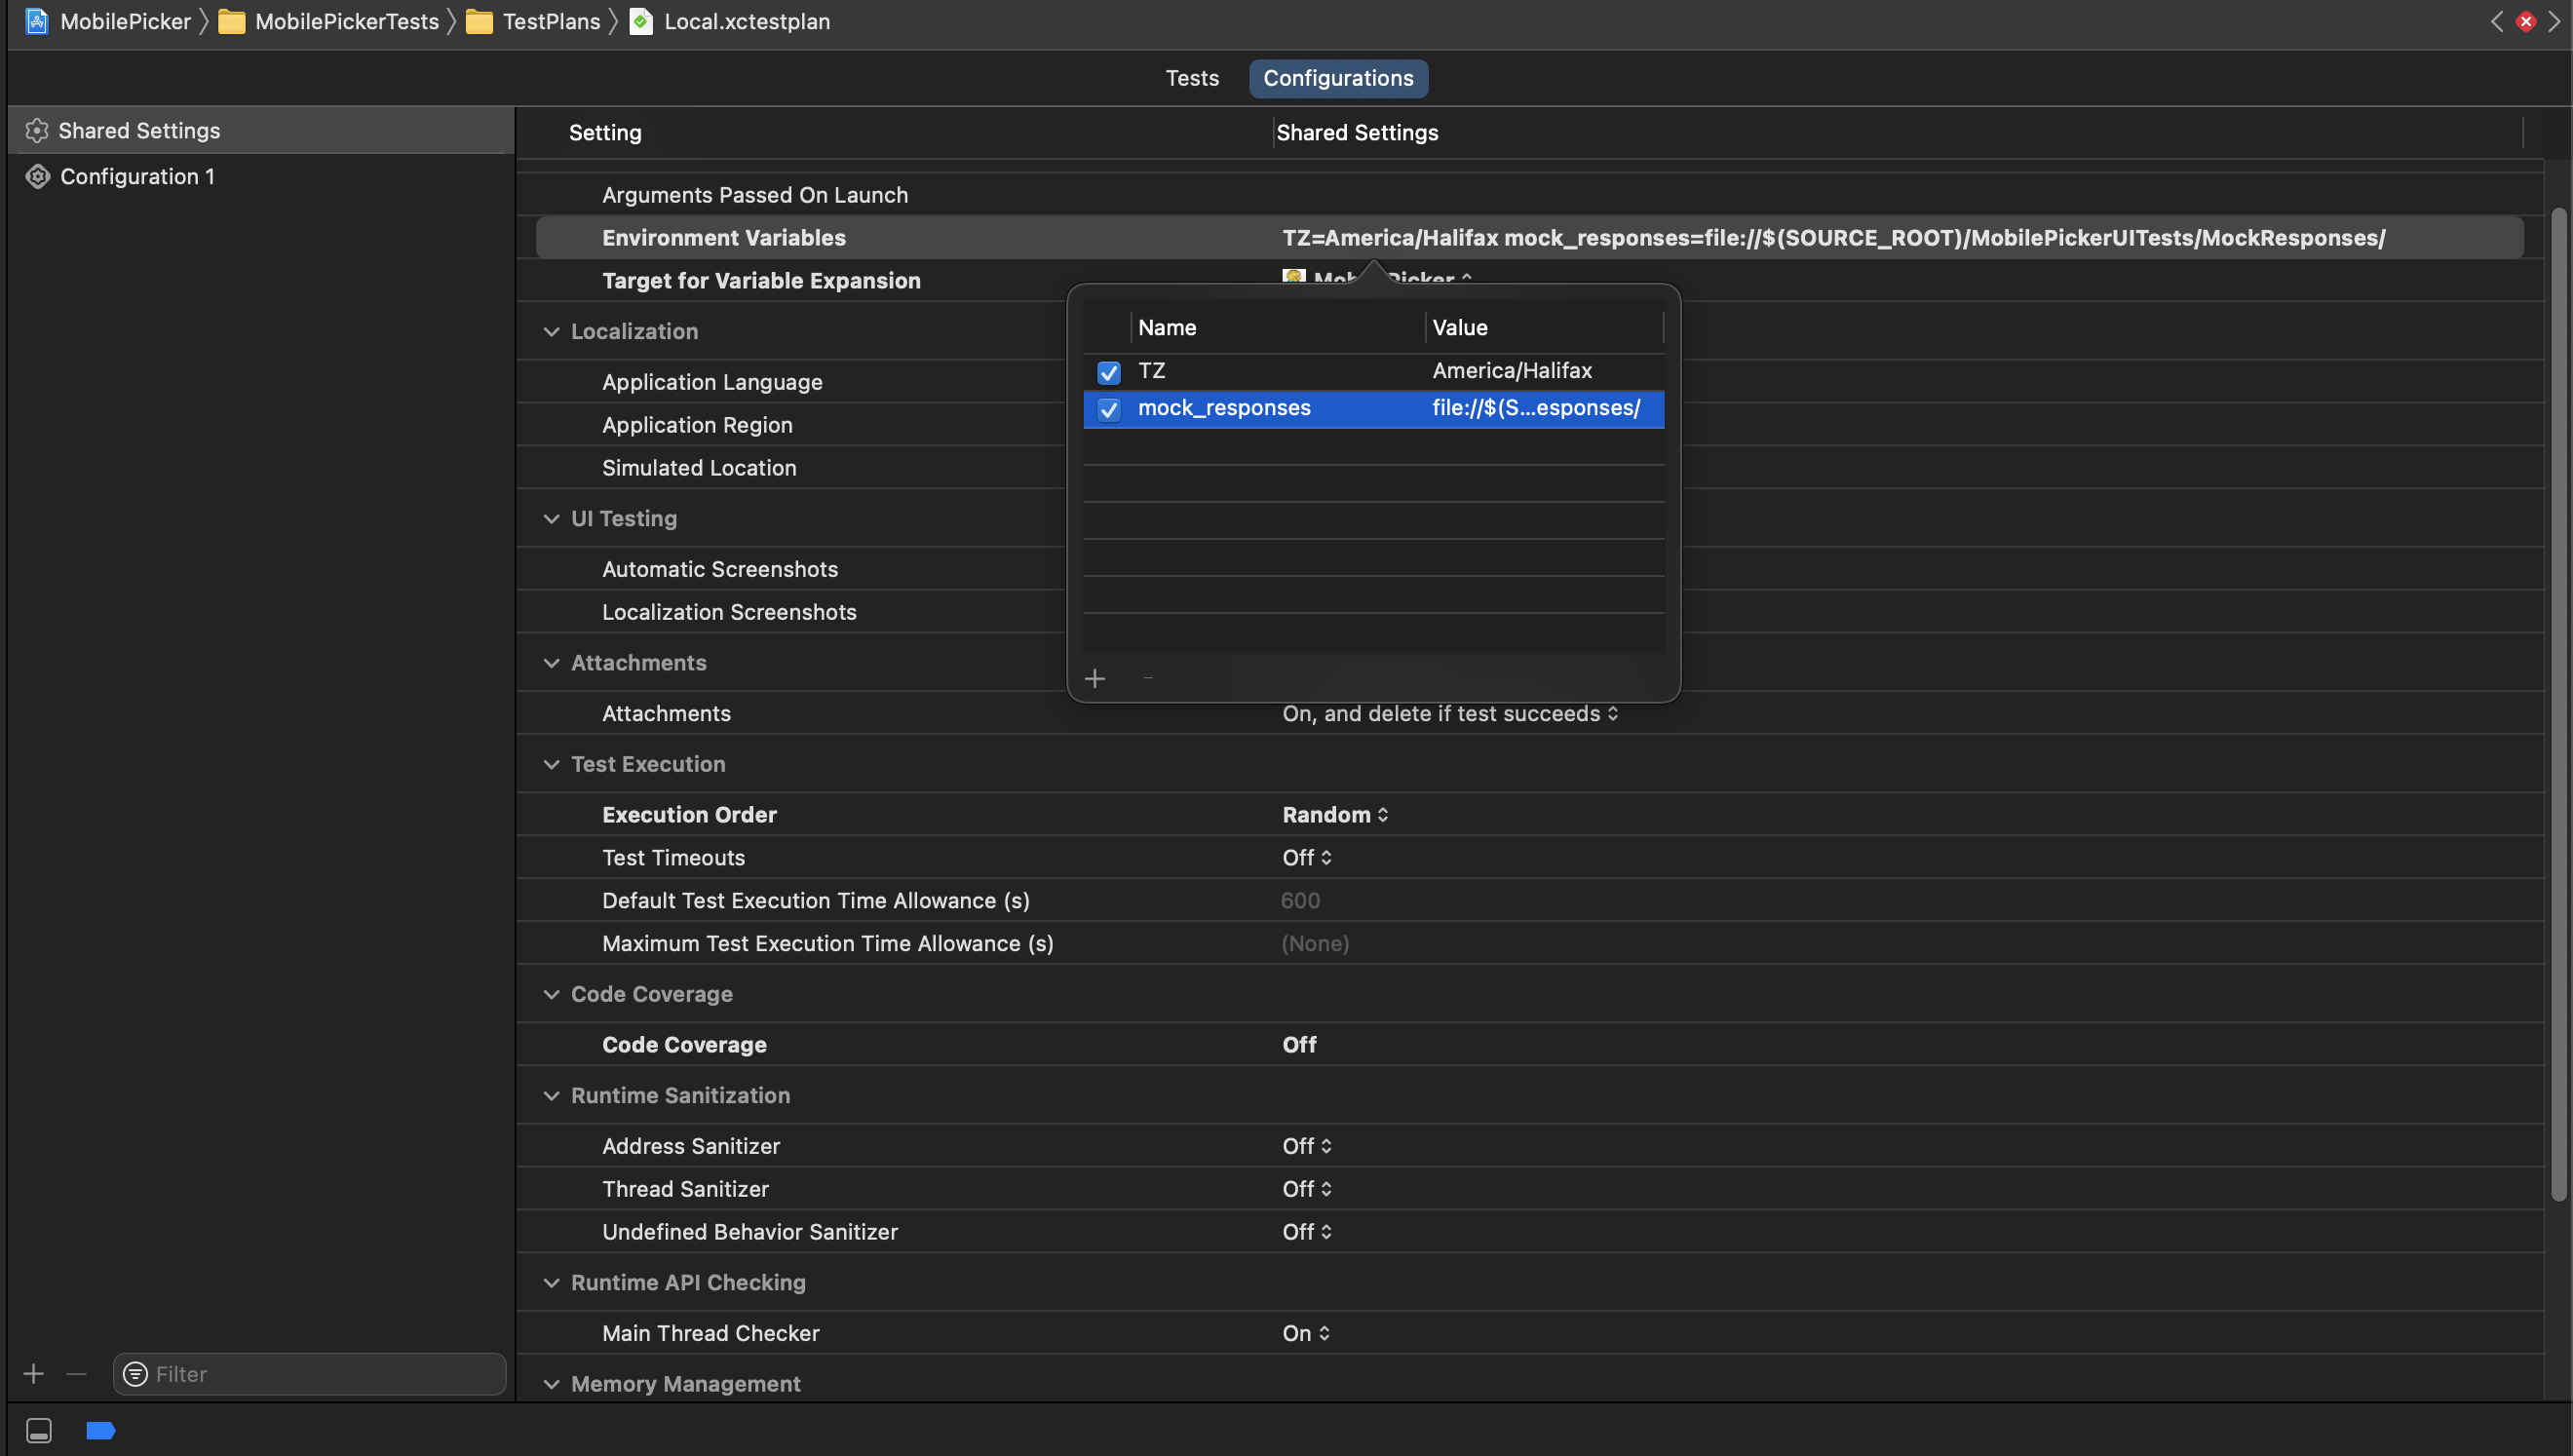 MobilePicker MobilePickerTests TestPlans Local.xctestplan
Tests Configurations
Shared Settings
Configuration 1
Setting Shared Settings
Arguments Passed On Launch
Environment Variables TZ=America/Halifax mock_responses=file://$(SOURCE_ROOT)/MobilePickerUITests/MockResponses/
Target for Variable Expansion MobilePicker
Name Value
TZ America/Halifax
mock_responses file://$(S...esponses/
Localization
Application Language
Application Region
Simulated Location
UI Testing
Automatic Screenshots
Localization Screenshots
Attachments
Attachments On, and delete if test succeeds
Test Execution
Execution Order Random
Test Timeouts Off
Default Test Execution Time Allowance (s) 600
Maximum Test Execution Time Allowance (s) (None)
Code Coverage
Code Coverage Off
Runtime Sanitization
Address Sanitizer Off
Thread Sanitizer Off
Undefined Behavior Sanitizer Off
Runtime API Checking
Main Thread Checker On
Memory Management
Filter